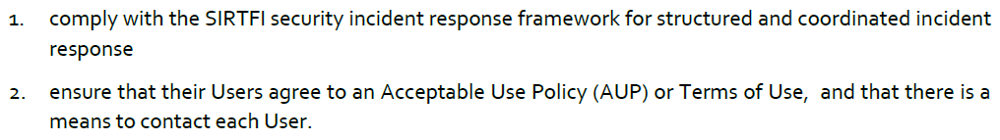 1. comply with the SIRTFI security incident response framework for structured and coordinated incident
response
2. ensure that their Users agree to an Acceptable Use Policy (AUP) or Terms of Use,  and that there is a
means to contact each User.